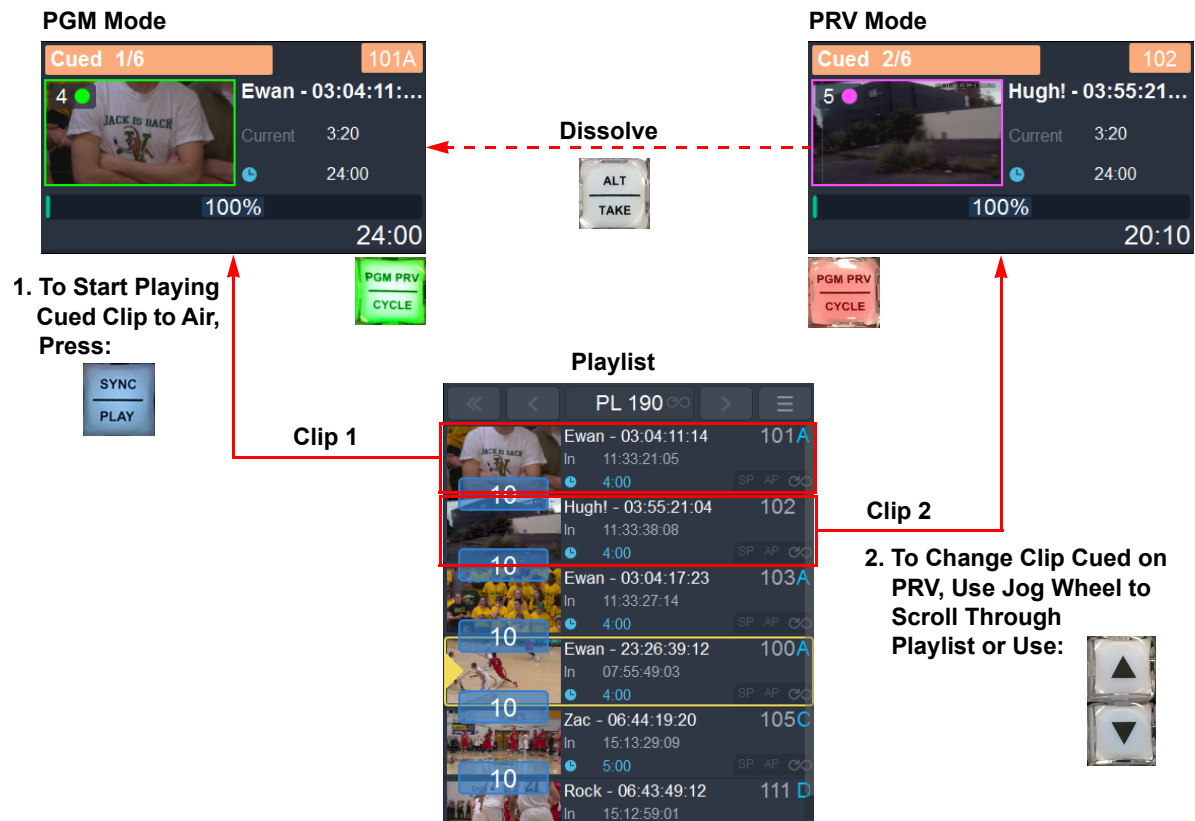 PGM Mode
Cued 1/6
101A
4
JACK IS BACK
Ewan - 03:04:11:...
Current 3:20
24:00
100%
24:00
PGM PRV
CYCLE
1. To Start Playing
Cued Clip to Air,
Press:
SYNC
PLAY
Dissolve
ALT
TAKE
PRV Mode
Cued 2/6
102
5
Hugh! - 03:55:21...
Current 3:20
24:00
100%
20:10
PGM PRV
CYCLE
Playlist
PL 190
Clip 1
Ewan - 03:04:11:14 101A
JACK IS BACK
In 11:33:21:05
4:00 SP AP
10
Hugh! - 03:55:21:04 102
In 11:33:38:08
4:00 SP AP
10
Ewan - 03:04:17:23 103A
In 11:33:27:14
4:00 SP AP
10
Ewan - 23:26:39:12 100A
In 07:55:49:03
4:00 SP AP
10
Zac - 06:44:19:20 105C
In 15:13:29:09
5:00 SP AP
10
Rock - 06:43:49:12 111 D
In 15:12:59:01
Clip 2
2. To Change Clip Cued on
PRV, Use Jog Wheel to
Scroll Through
Playlist or Use: